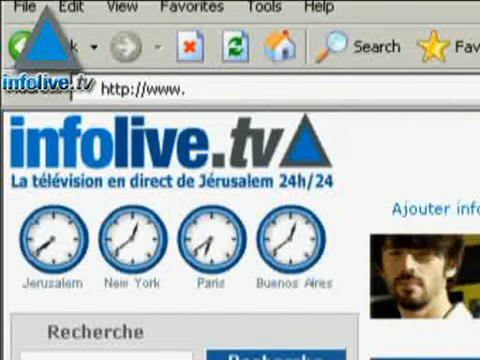 File Edit View Favorites Tools Help
Search
infolive.tv
http://www.
infolive.tv
La télévision en direct de Jérusalem 24h/24
Ajouter info
Jerusalem New York Paris Buenos Aires
Recherche
Recherche